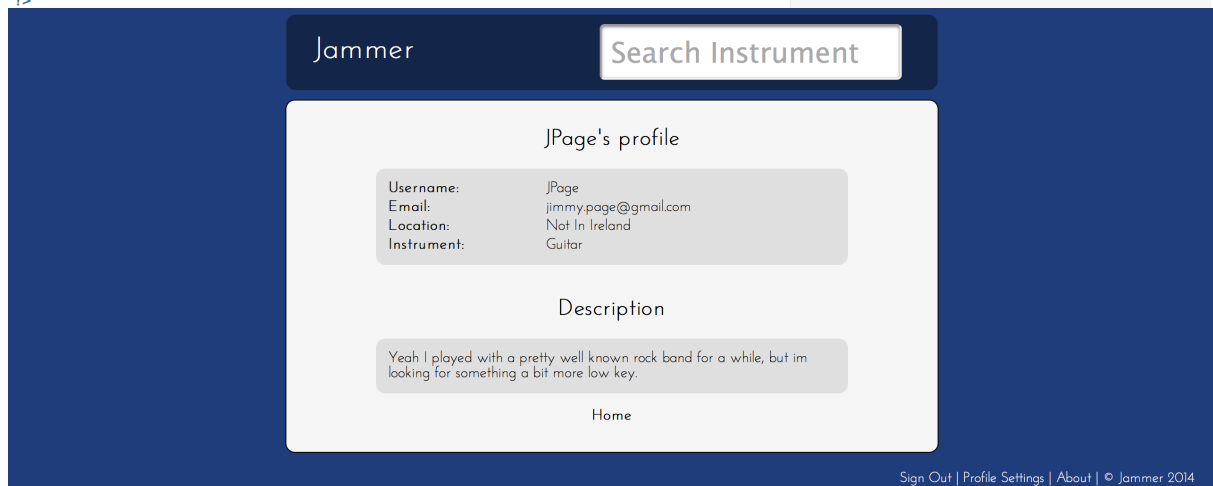 !>
Jammer
Search Instrument
JPage's profile
Username: JPage
Email: jimmy.page@gmail.com
Location: Not In Ireland
Instrument: Guitar
Description
Yeah I played with a pretty well known rock band for a while, but im
looking for something a bit more low key.
Home
Sign Out | Profile Settings | About | © Jammer 2014